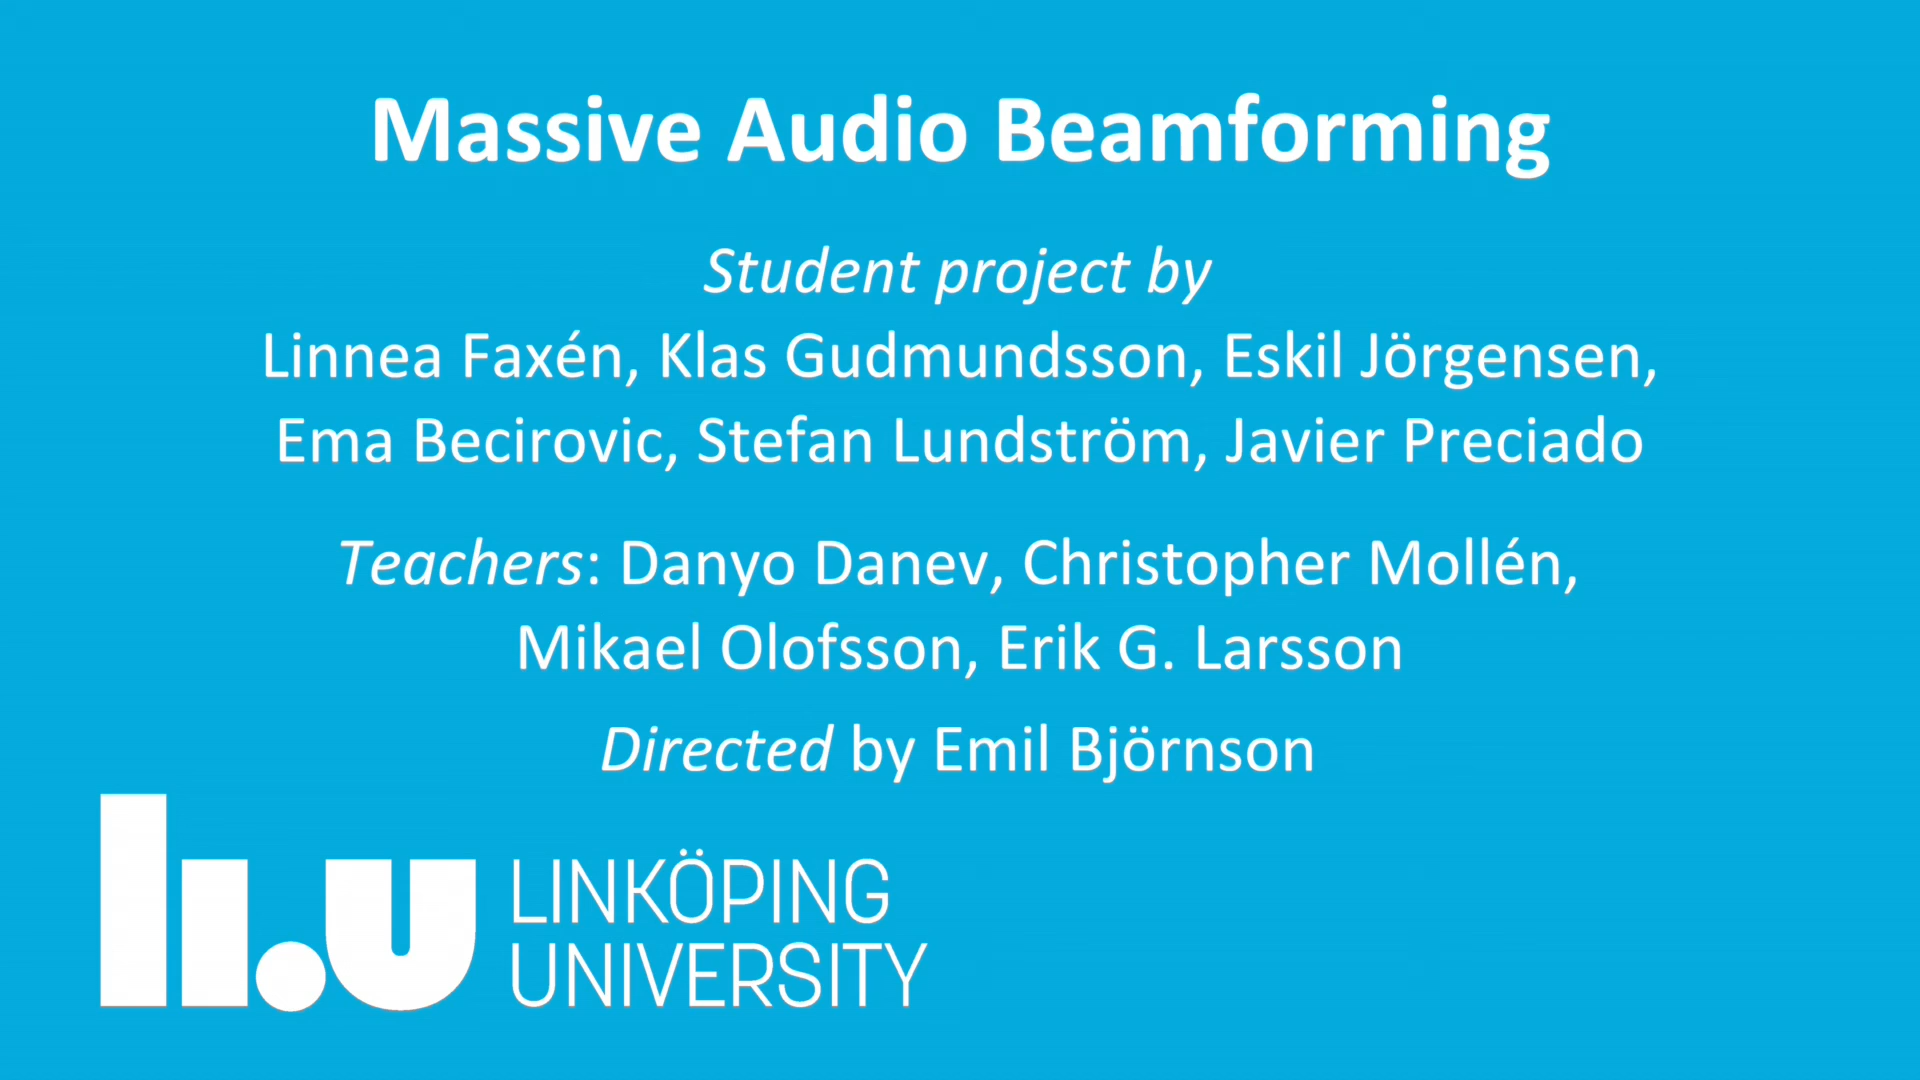 Massive Audio Beamforming
Student project by
Linnea Faxén, Klas Gudmundsson, Eskil Jörgensen,
Ema Becirovic, Stefan Lundström, Javier Preciado
Teachers: Danyo Danev, Christopher Mollén,
Mikael Olofsson, Erik G. Larsson
Directed by Emil Björnson
li.u LINKÖPING
UNIVERSITY